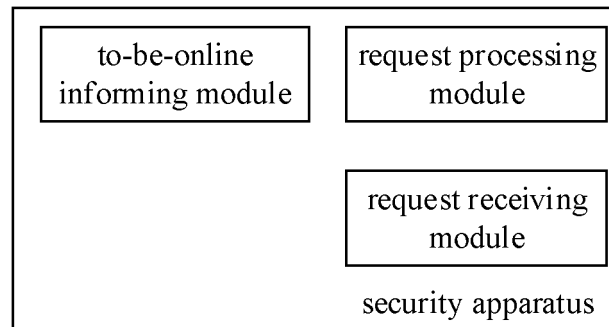 to-be-online
informing module
request processing
module
request receiving
module
security apparatus